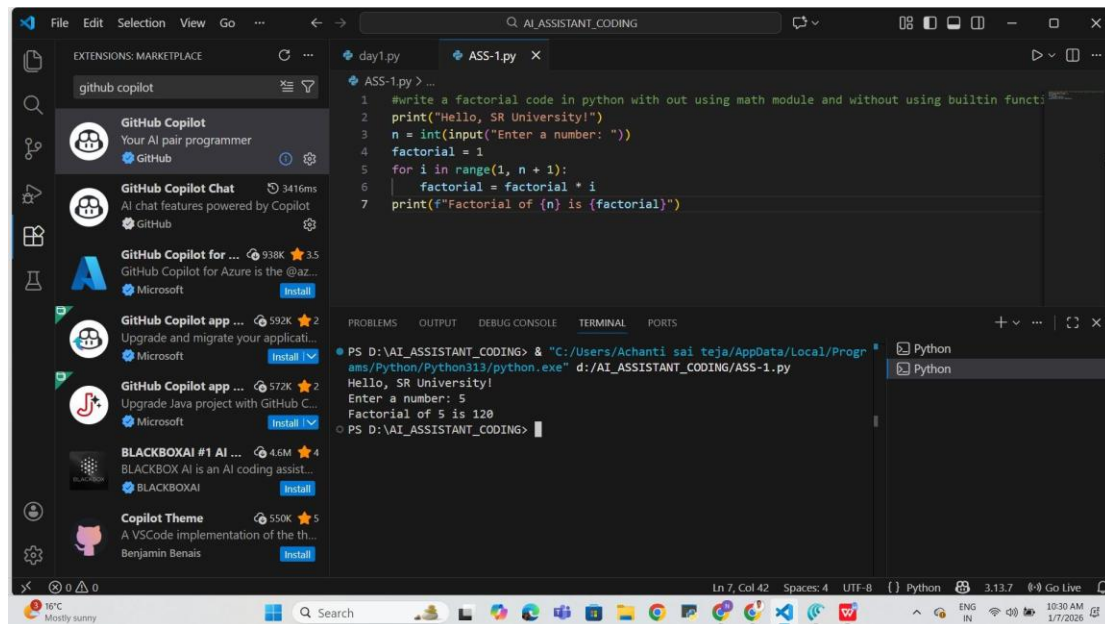 File Edit Selection View Go ··· AI_ASSISTANT_CODING
EXTENSIONS: MARKETPLACE
github copilot
GitHub Copilot
Your AI pair programmer
GitHub
GitHub Copilot Chat 3416ms
AI chat features powered by Copilot
GitHub
GitHub Copilot for ... 938K 3.5
GitHub Copilot for Azure is the @az...
Microsoft Install
GitHub Copilot app ... 592K 2
Upgrade and migrate your applicati...
Microsoft Install
GitHub Copilot app ... 572K 2
Upgrade Java project with GitHub C...
Microsoft Install
BLACKBOXAI #1 AI ... 4.6M 4
BLACKBOX AI is an AI coding assist...
BLACKBOXAI Install
Copilot Theme 550K 5
A VSCode implementation of the th...
Benjamin Benais Install
day1.py ASS-1.py
ASS-1.py > ...
1 #write a factorial code in python with out using math module and without using builtin functi
2 print("Hello, SR University!")
3 n = int(input("Enter a number: "))
4 factorial = 1
5 for i in range(1, n + 1):
6 factorial = factorial * i
7 print(f"Factorial of {n} is {factorial}")
PROBLEMS OUTPUT DEBUG CONSOLE TERMINAL PORTS
PS D:\AI_ASSISTANT_CODING> & "C:/Users/Achanti sai teja/AppData/Local/Progr
ams/Python/Python313/python.exe" d:/AI_ASSISTANT_CODING/ASS-1.py
Hello, SR University!
Enter a number: 5
Factorial of 5 is 120
PS D:\AI_ASSISTANT_CODING>
Python
Python
0 0 Ln 7, Col 42 Spaces: 4 UTF-8 {} Python 3.13.7 Go Live
3 16°C
Mostly sunny
Search
ENG
IN
10:30 AM
1/7/2026